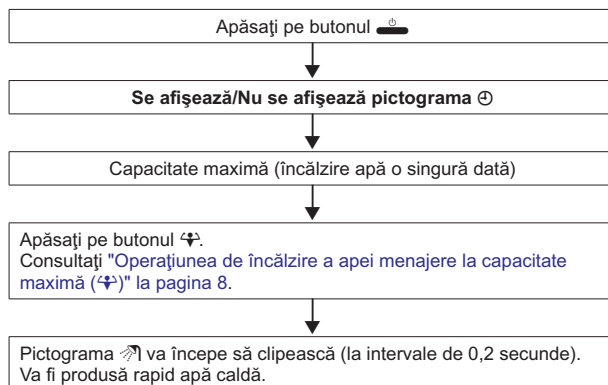 Apăsaţi pe butonul
Se afişează/Nu se afişează pictograma
Capacitate maximă (încălzire apă o singură dată)
Apăsaţi pe butonul .
Consultaţi "Operaţiunea de încălzire a apei menajere la capacitate
maximă ( )" la pagina 8.
Pictograma va începe să clipească (la intervale de 0,2 secunde).
Va fi produsă rapid apă caldă.